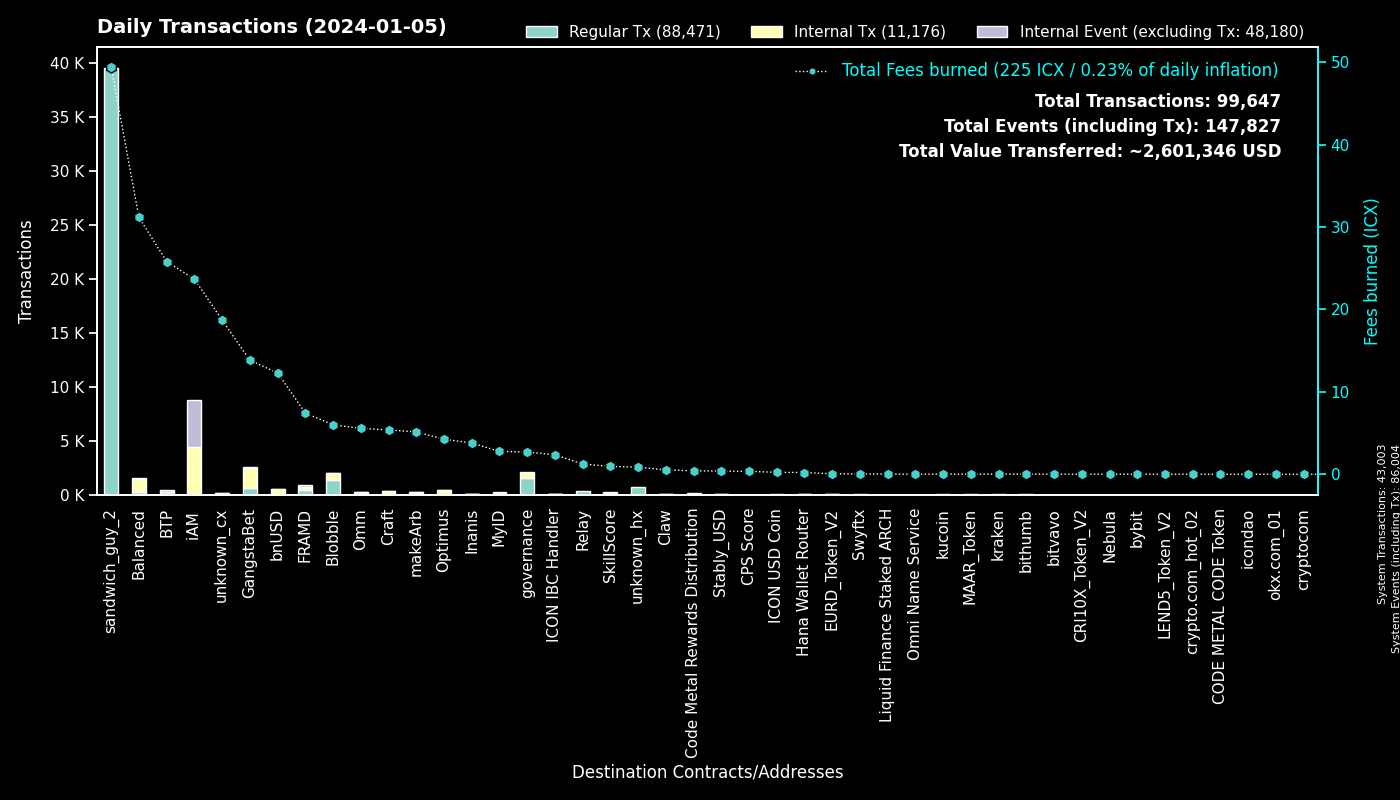 Daily Transactions (2024-01-05)
Regular Tx (88,471)
Internal Tx (11,176)
Internal Event (excluding Tx: 48,180)
Total Fees burned (225 ICX / 0.23% of daily inflation)
Total Transactions: 99,647
Total Events (including Tx): 147,827
Total Value Transferred: ~2,601,346 USD
Transactions
40 K
35 K
30 K
25 K
20 K
15 K
10 K
5 K
0 K
Fees burned (ICX)
50
40
30
20
10
0
sandwich_guy_2
Balanced
BTP
iAM
unknown_cx
GangstaBet
bnUSD
FRAMD
Blobble
Omm
Craft
makeArb
Optimus
Inanis
MyID
governance
ICON IBC Handler
Relay
SkillScore
unknown_hx
Claw
Code Metal Rewards Distribution
Stably_USD
CPS Score
ICON USD Coin
Hana Wallet Router
EURD_Token_V2
Swyftx
Liquid Finance Staked ARCH
Omni Name Service
kucoin
MAAR_Token
kraken
bithumb
bitvavo
CRI10X_Token_V2
Nebula
bybit
LEND5_Token_V2
crypto.com_hot_02
CODE METAL CODE Token
icondao
okx.com_01
cryptocom
Destination Contracts/Addresses
System Transactions: 43,003
System Events (including Tx): 86,004